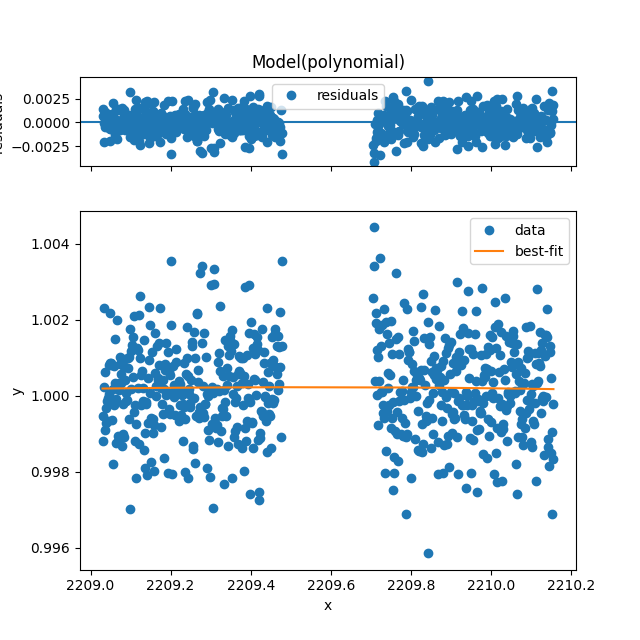 Model(polynomial)
residuals
0.0025
0.0000
−0.0025
residuals
data
best-fit
1.004
1.002
1.000
0.998
0.996
y
2209.0 2209.2 2209.4 2209.6 2209.8 2210.0 2210.2
x